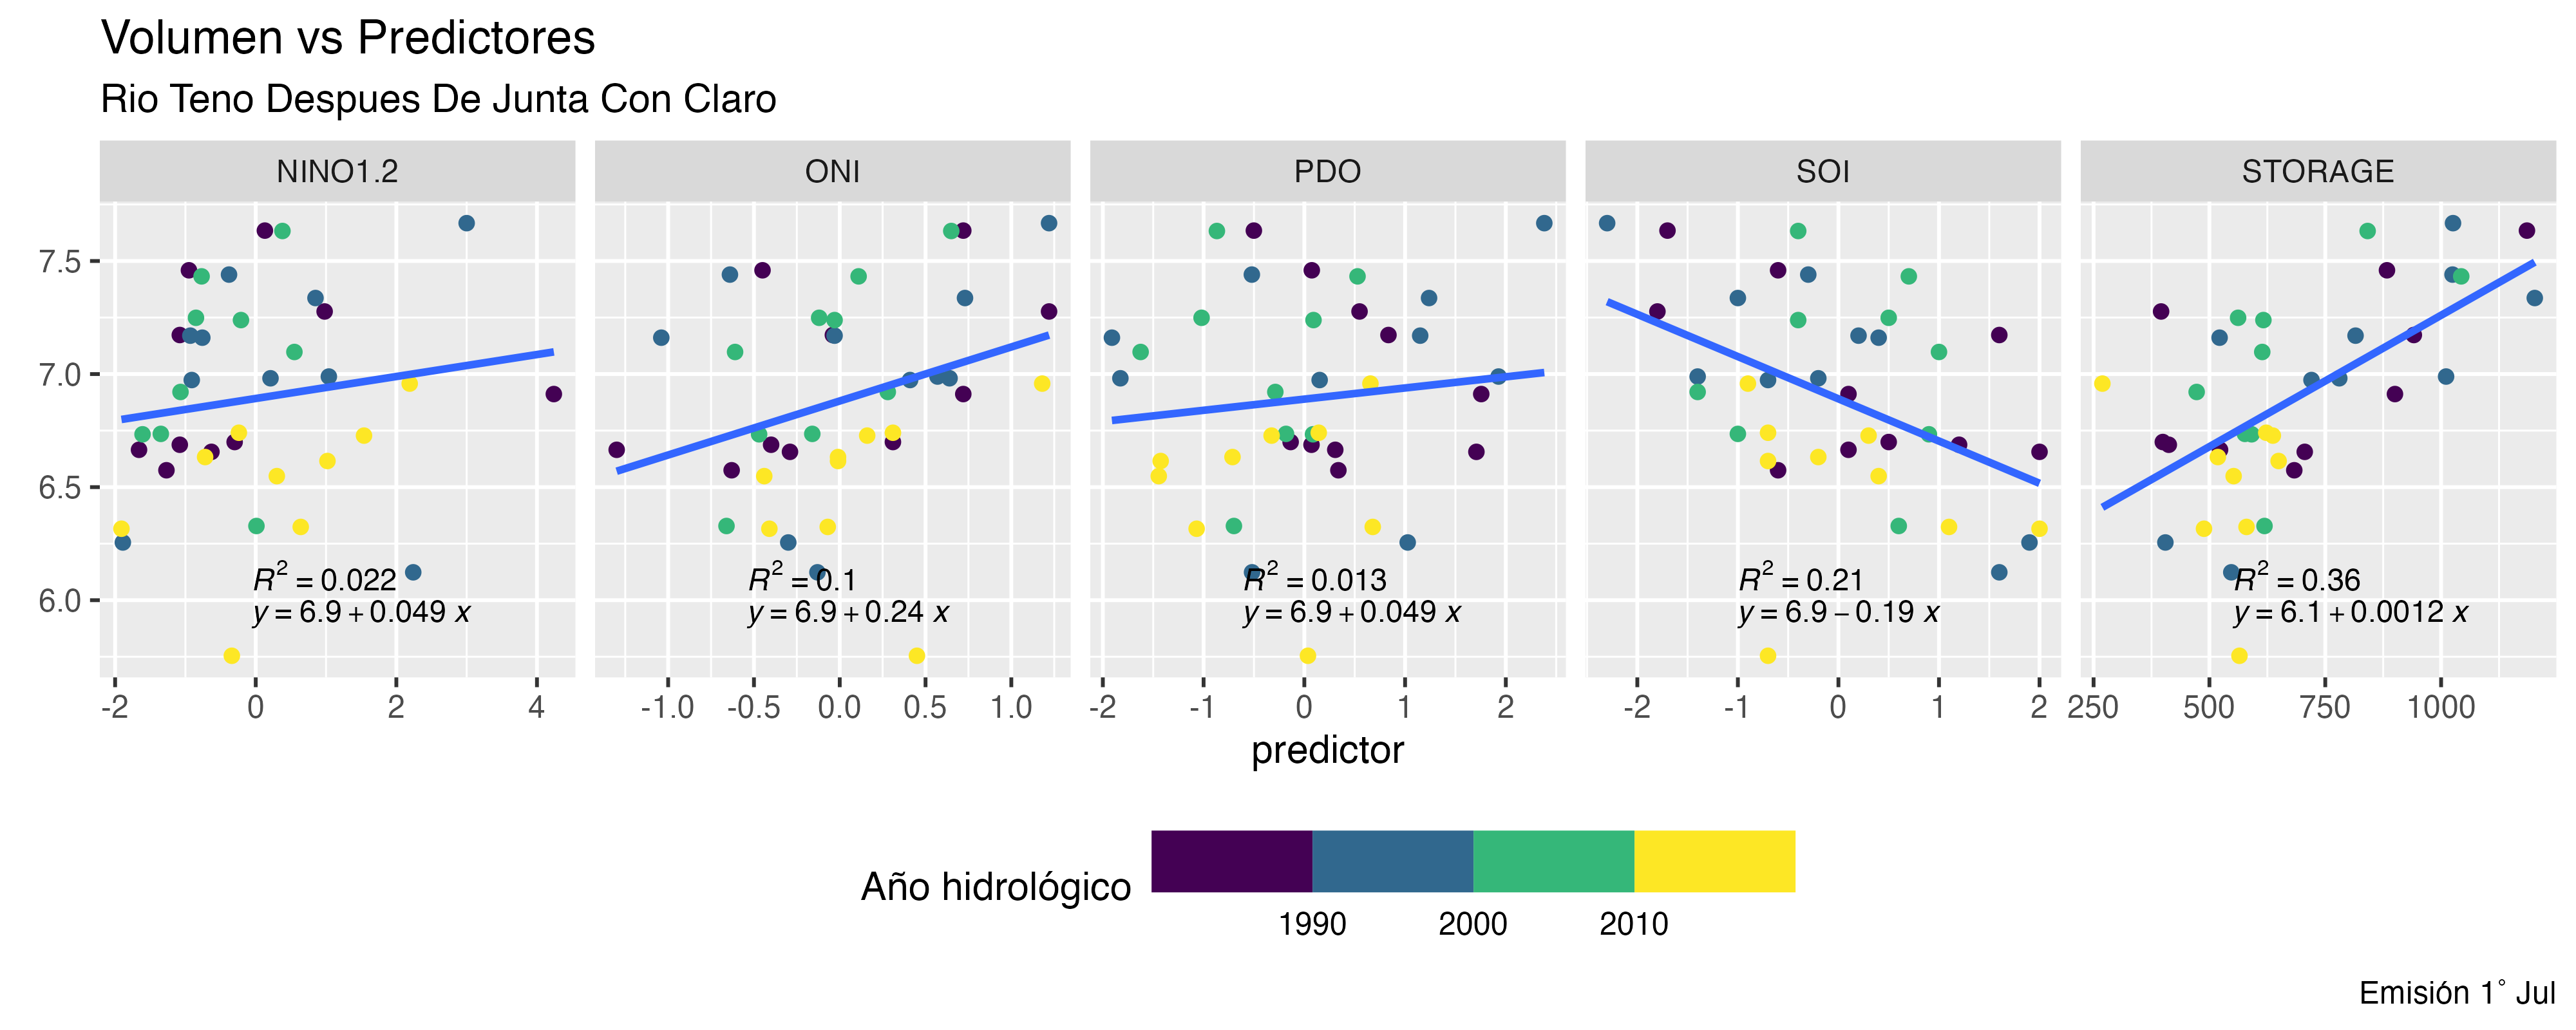 Volumen vs Predictores
Rio Teno Despues De Junta Con Claro
NINO1.2 ONI PDO SOI STORAGE
7.5
7.0
6.5
6.0
R² = 0.022 R² = 0.1 R² = 0.013 R² = 0.21 R² = 0.36
y = 6.9 + 0.049 x y = 6.9 + 0.24 x y = 6.9 + 0.049 x y = 6.9 − 0.19 x y = 6.1 + 0.0012 x
-2 0 2 4 -1.0 -0.5 0.0 0.5 1.0 -2 -1 0 1 2 -2 -1 0 1 2 250 500 750 1000
predictor
Año hidrológico
1990 2000 2010
Emisión 1° Jul